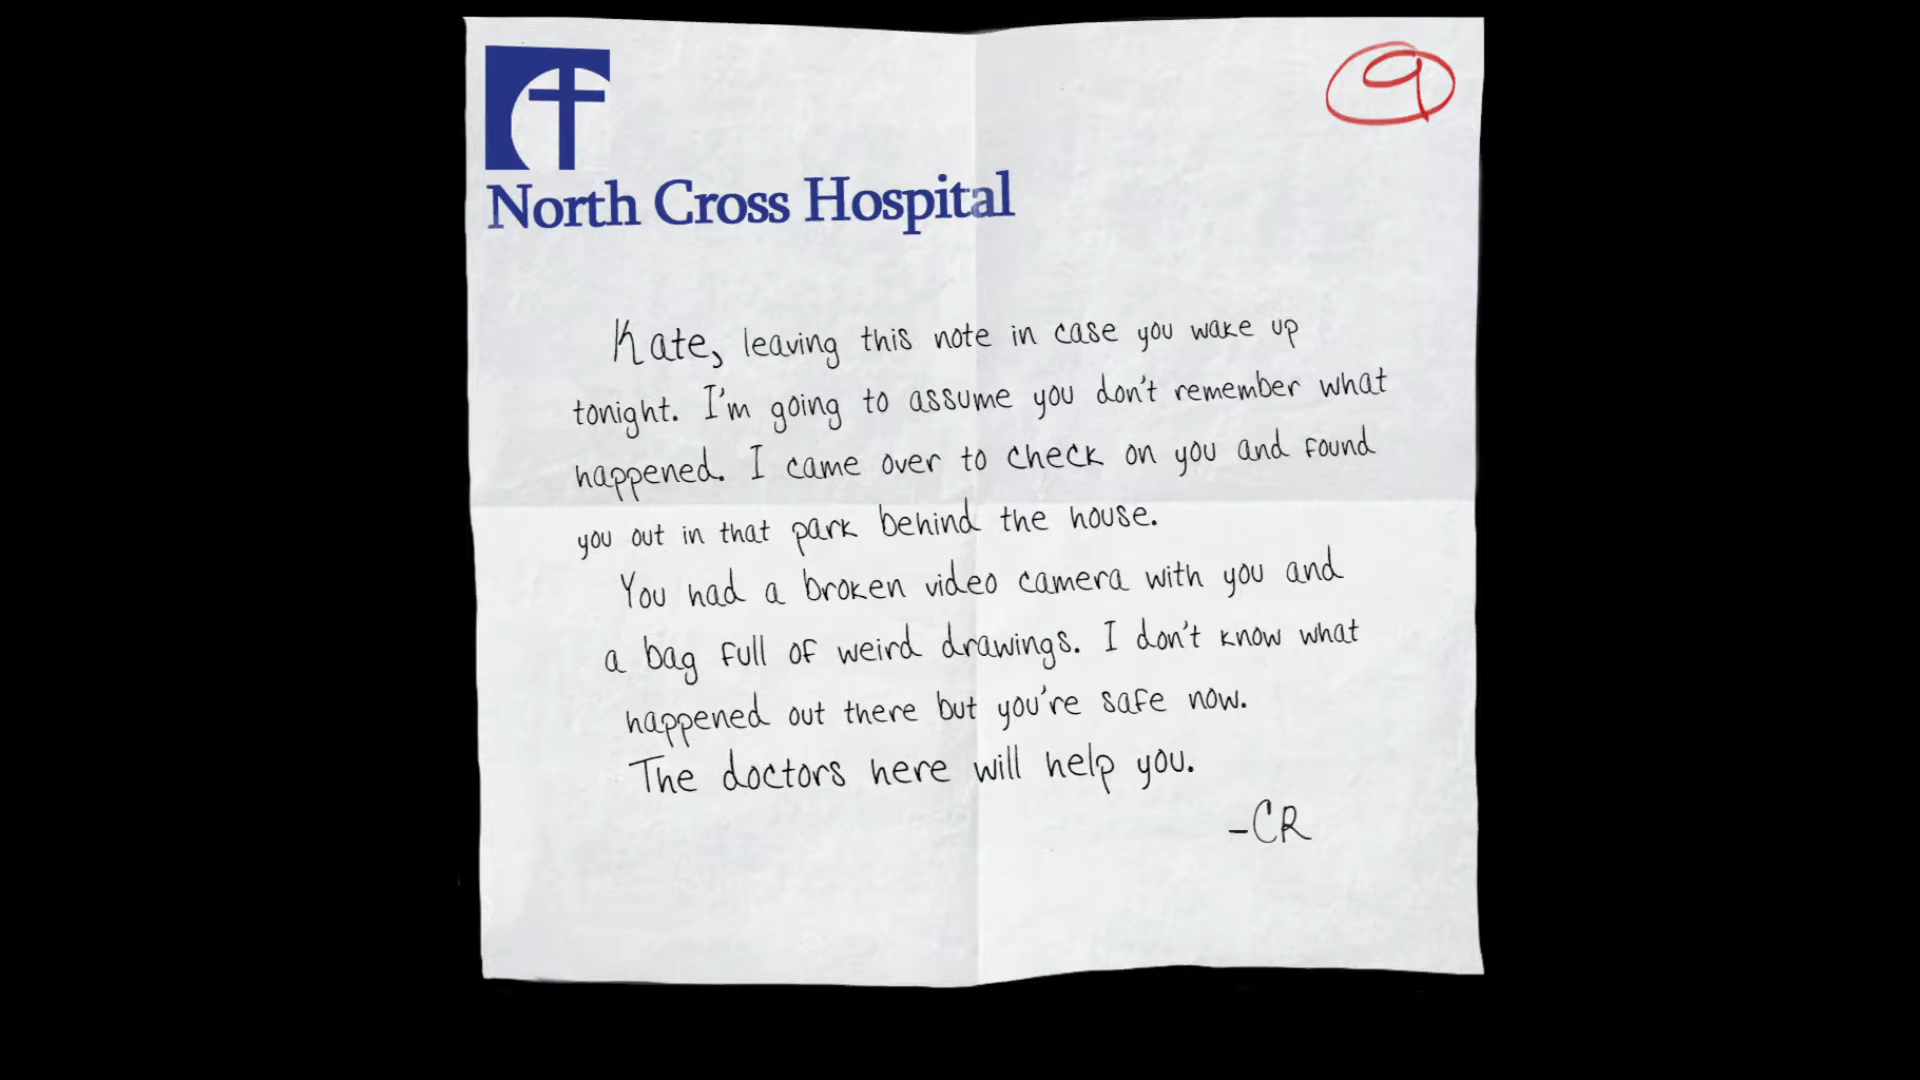 9
North Cross Hospital
Kate, leaving this note in case you wake up
tonight. I'm going to assume you don't remember what
happened. I came over to check on you and found
you out in that park behind the house.
You had a broken video camera with you and
a bag full of weird drawings. I don't know what
happened out there but you're safe now.
The doctors here will help you.
-CR